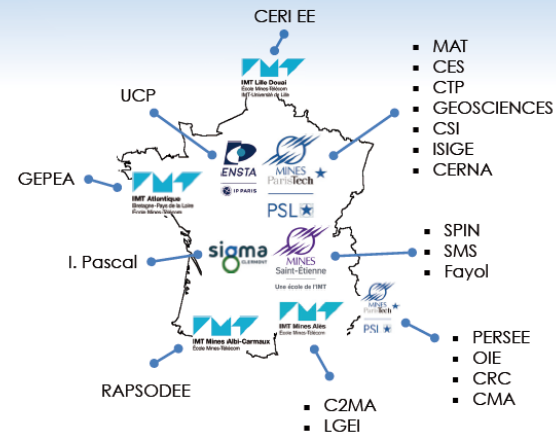 CERI EE
IMT Lille Douai
École Mines-Télécom
IMT-Université de Lille
MAT
CES
CTP
GEOSCIENCES
CSI
ISIGE
CERNA
UCP
ENSTA
IP PARIS
MINES
ParisTech
PSL
GEPEA
IMT Atlantique
Bretagne-Pays de la Loire
École Mines-Télécom
I. Pascal
sigma
CLERMONT
MINES
Saint-Étienne
Une école de l'IMT
SPIN
SMS
Fayol
MINES
ParisTech
PSL
IMT Mines Albi-Carmaux
École Mines-Télécom
IMT Mines Alès
École Mines-Télécom
PERSEE
OIE
CRC
CMA
RAPSODEE
C2MA
LGEI